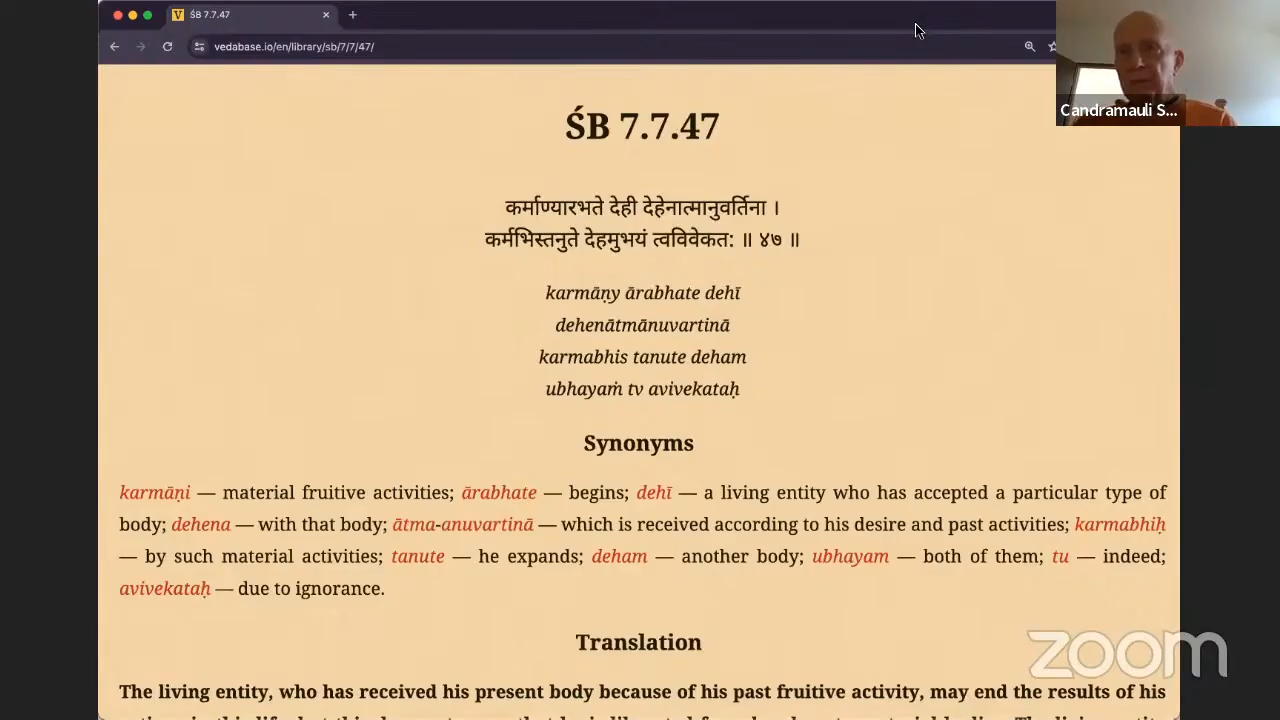 ŚB 7.7.47
vedabase.io/en/library/sb/7/7/47/
Candramauli S...
ŚB 7.7.47
कर्माण्यारभते देही देहेनात्मानुवर्तिना ।
कर्मभिस्तनुते देहमुभयं त्वविवेकत: ॥ ४७ ॥
karmāṇy ārabhate dehī
dehenātmānuvartinā
karmabhis tanute deham
ubhayaṁ tv avivekataḥ
Synonyms
karmāṇi — material fruitive activities; ārabhate — begins; dehī — a living entity who has accepted a particular type of
body; dehena — with that body; ātma-anuvartinā — which is received according to his desire and past activities; karmabhiḥ
— by such material activities; tanute — he expands; deham — another body; ubhayam — both of them; tu — indeed;
avivekataḥ — due to ignorance.
Translation
The living entity, who has received his present body because of his past fruitive activity, may end the results of his
zoom